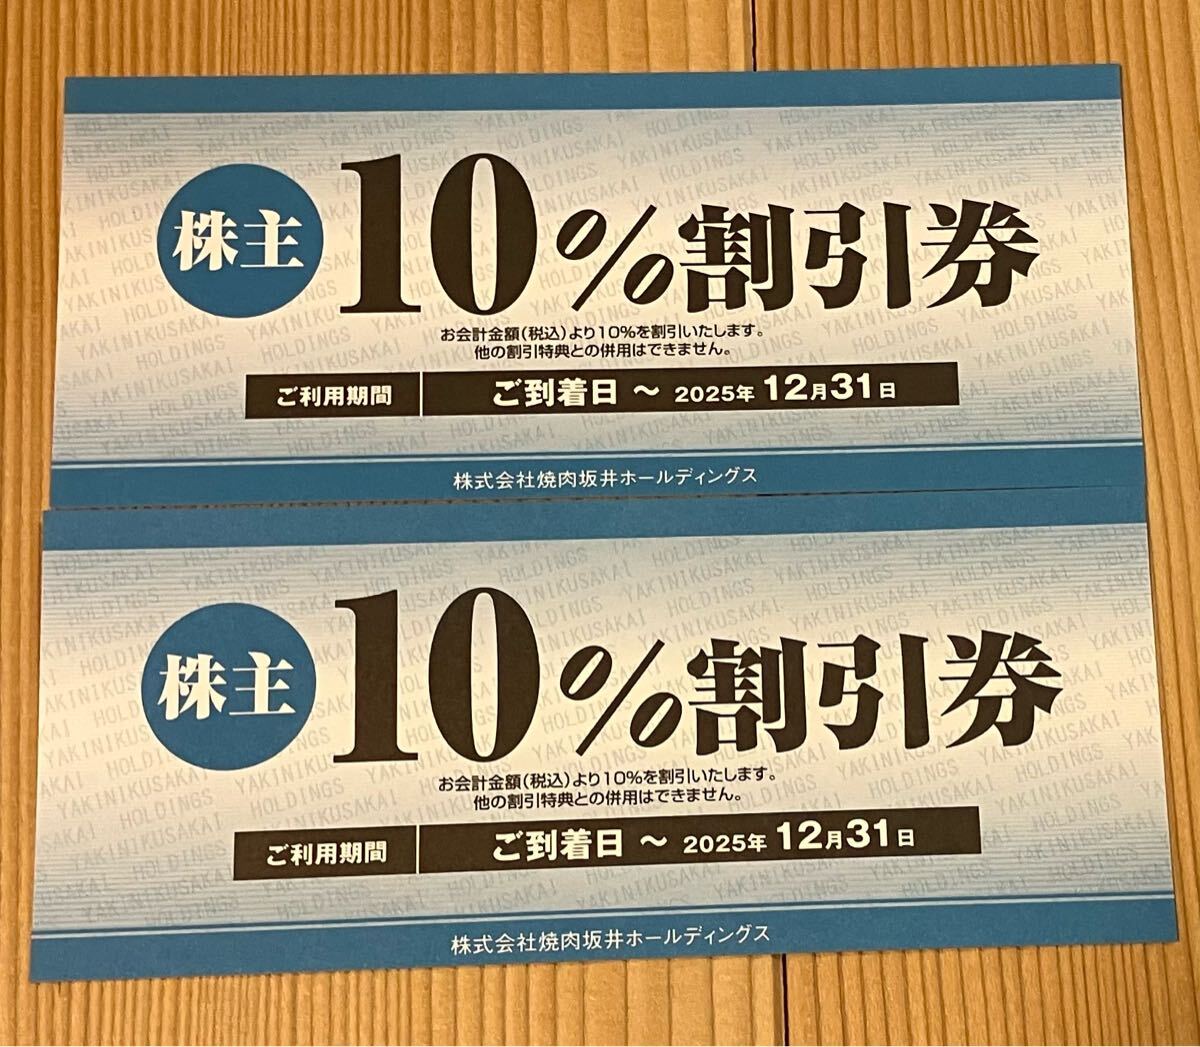 株主 10%割引券
お会計金額(税込)より10%を割引いたします。
他の割引特典との併用はできません。
ご利用期間 ご到着日 ～ 2025年 12月31日
株式会社焼肉坂井ホールディングス
株主 10%割引券
お会計金額(税込)より10%を割引いたします。
他の割引特典との併用はできません。
ご利用期間 ご到着日 ～ 2025年 12月31日
株式会社焼肉坂井ホールディングス